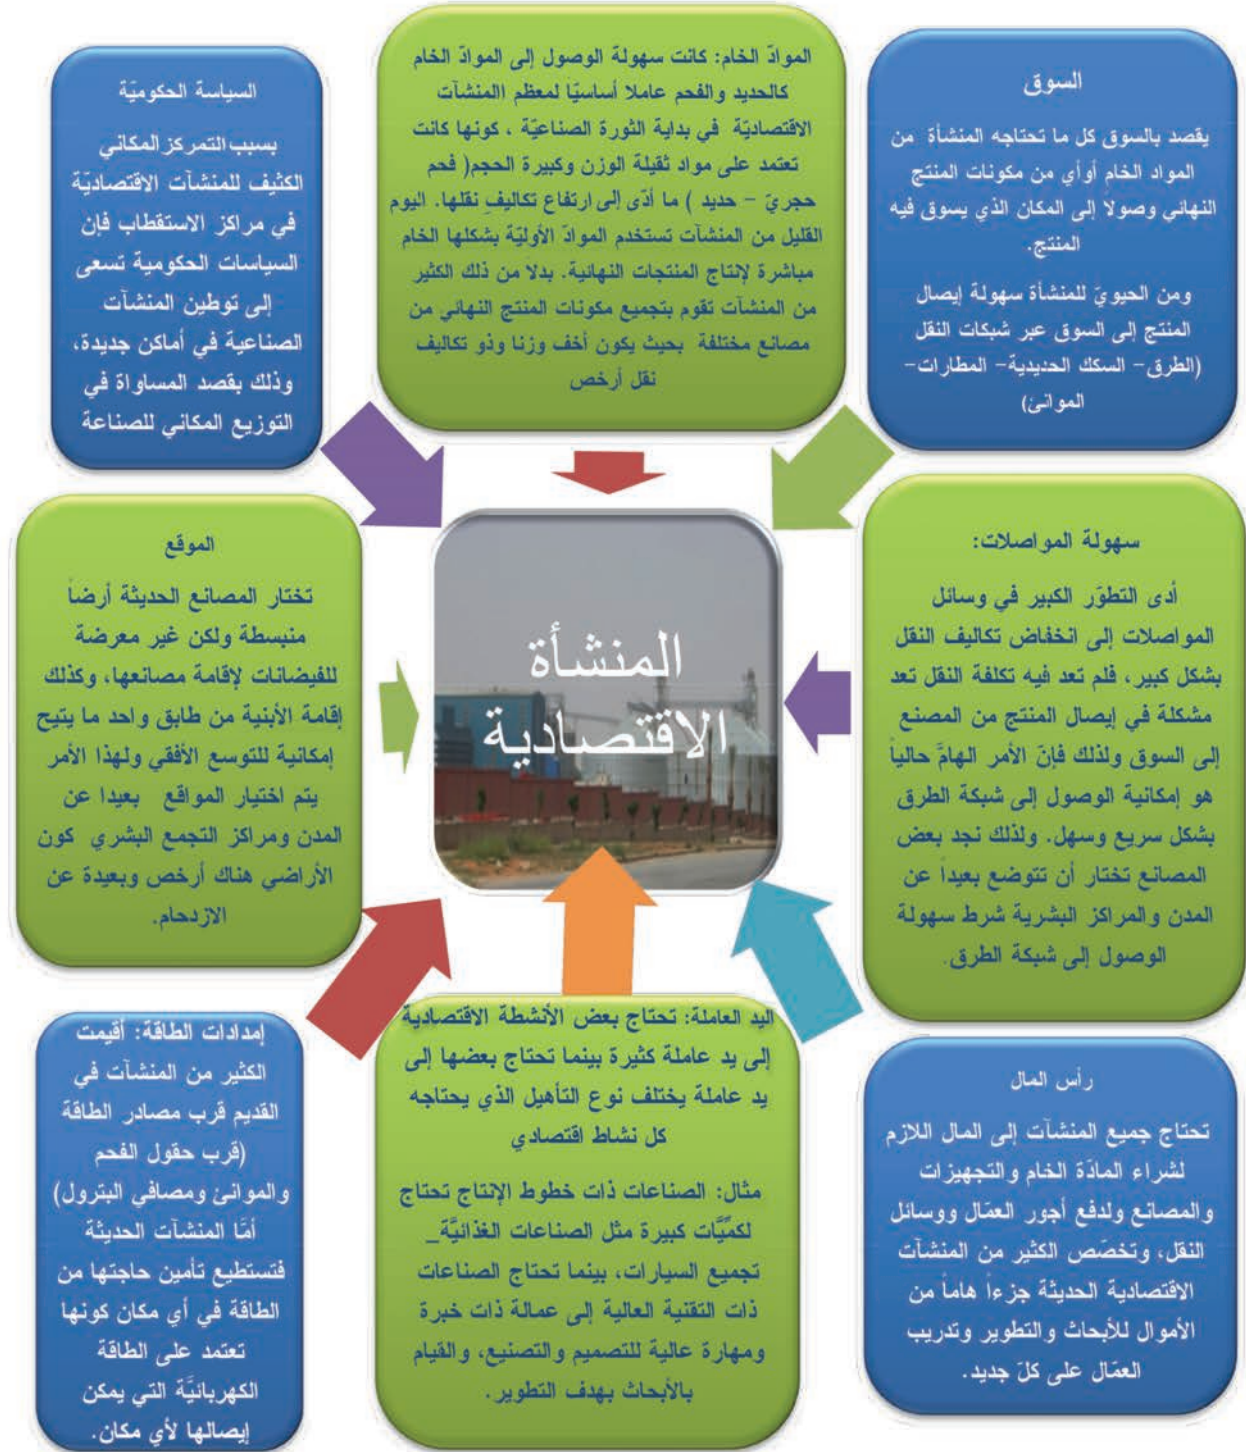 السوق
يقصد بالسوق كل ما تحتاجه المنشأة من
المواد الخام أوأي من مكونات المنتج
النهائي وصولا إلى المكان الذي يسوق فيه
المنتج.
ومن الحيويّ للمنشأة سهولة إيصال
المنتج إلى السوق عبر شبكات النقل
(الطرق- السكك الحديدية- المطارات-
الموانئ)
الموادّ الخام: كانت سهولة الوصول إلى الموادّ الخام
كالحديد والفحم عاملا أساسيّا لمعظم االمنشآت
الاقتصاديّة في بداية الثورة الصناعيّة ، كونها كانت
تعتمد على مواد ثقيلة الوزن وكبيرة الحجم( فحم
حجريّ - حديد ) ما أدّى إلى ارتفاع تكاليفِ نقلها. اليوم
القليل من المنشآت تستخدم الموادّ الأوليّة بشكلها الخام
مباشرة لإنتاج المنتجات النهائية. بدلا من ذلك الكثير
من المنشآت تقوم بتجميع مكونات المنتج النهائي من
مصانع مختلفة بحيث يكون أخف وزنا وذو تكاليف
نقل أرخص
السياسة الحكوميّة
بسبب التمركز المكاني
الكثيف للمنشآت الاقتصاديّة
في مراكز الاستقطاب فإن
السياسات الحكومية تسعى
إلى توطين المنشآت
الصناعية في أماكن جديدة،
وذلك بقصد المساواة في
التوزيع المكاني للصناعة
سهولة المواصلات:
أدى التطوّر الكبير في وسائل
المواصلات إلى انخفاض تكاليف النقل
بشكل كبير، فلم تعد فيه تكلفة النقل تعد
مشكلة في إيصال المنتج من المصنع
إلى السوق ولذلك فإنّ الأمر الهامَّ حالياً
هو إمكانية الوصول إلى شبكة الطرق
بشكل سريع وسهل. ولذلك نجد بعض
المصانع تختار أن تتوضع بعيداً عن
المدن والمراكز البشرية شرط سهولة
الوصول إلى شبكة الطرق.
المنشأة
الاقتصادية
الموقع
تختار المصانع الحديثة أرضاً
منبسطة ولكن غير معرضة
للفيضانات لإقامة مصانعها، وكذلك
إقامة الأبنية من طابق واحد ما يتيح
إمكانية للتوسع الأفقي ولهذا الأمر
يتم اختيار المواقع بعيدا عن
المدن ومراكز التجمع البشري كون
الأراضي هناك أرخص وبعيدة عن
الازدحام.
رأس المال
تحتاج جميع المنشآت إلى المال اللازم
لشراء المادّة الخام والتجهيزات
والمصانع ولدفع أجور العمّال ووسائل
النقل، وتخصّص الكثير من المنشآت
الاقتصادية الحديثة جزءاً هاماً من
الأموال للأبحاث والتطوير وتدريب
العمّال على كلّ جديد.
اليد العاملة: تحتاج بعض الأنشطة الاقتصادية
إلى يد عاملة كثيرة بينما تحتاج بعضها إلى
يد عاملة يختلف نوع التأهيل الذي يحتاجه
كل نشاط اقتصادي
مثال: الصناعات ذات خطوط الإنتاج تحتاج
لكميَّات كبيرة مثل الصناعات الغذائيَّة_
تجميع السيارات، بينما تحتاج الصناعات
ذات التقنية العالية إلى عمالة ذات خبرة
ومهارة عالية للتصميم والتصنيع، والقيام
بالأبحاث بهدف التطوير.
إمدادات الطاقة: أقيمت
الكثير من المنشآت في
القديم قرب مصادر الطاقة
(قرب حقول الفحم
والموانئ ومصافي البترول)
أمّا المنشآت الحديثة
فتستطيع تأمين حاجتها من
الطاقة في أي مكان كونها
تعتمد على الطاقة
الكهربائيَّة التي يمكن
إيصالها لأي مكان.